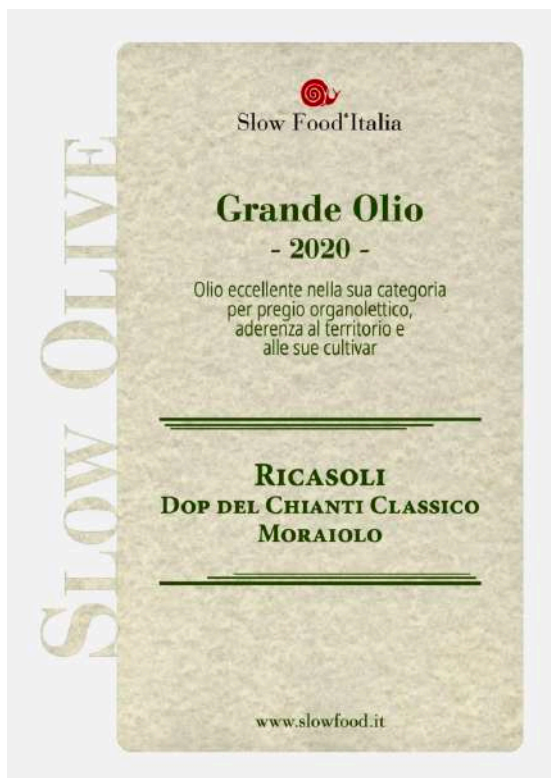 Slow Food®Italia
Grande Olio
- 2020 -
Olio eccellente nella sua categoria
per pregio organolettico,
aderenza al territorio e
alle sue cultivar
RICASOLI
DOP DEL CHIANTI CLASSICO
MORAIOLO
www.slowfood.it
SLOW OLIVE